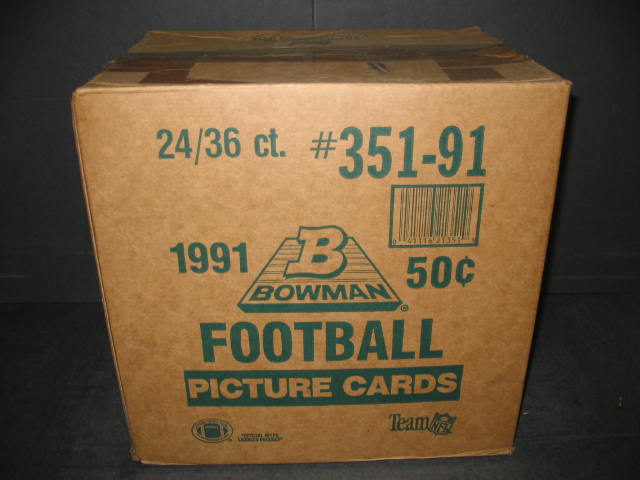 24/36 ct. #351-91
1991 B 50¢
BOWMAN®
FOOTBALL
PICTURE CARDS
Team NFL